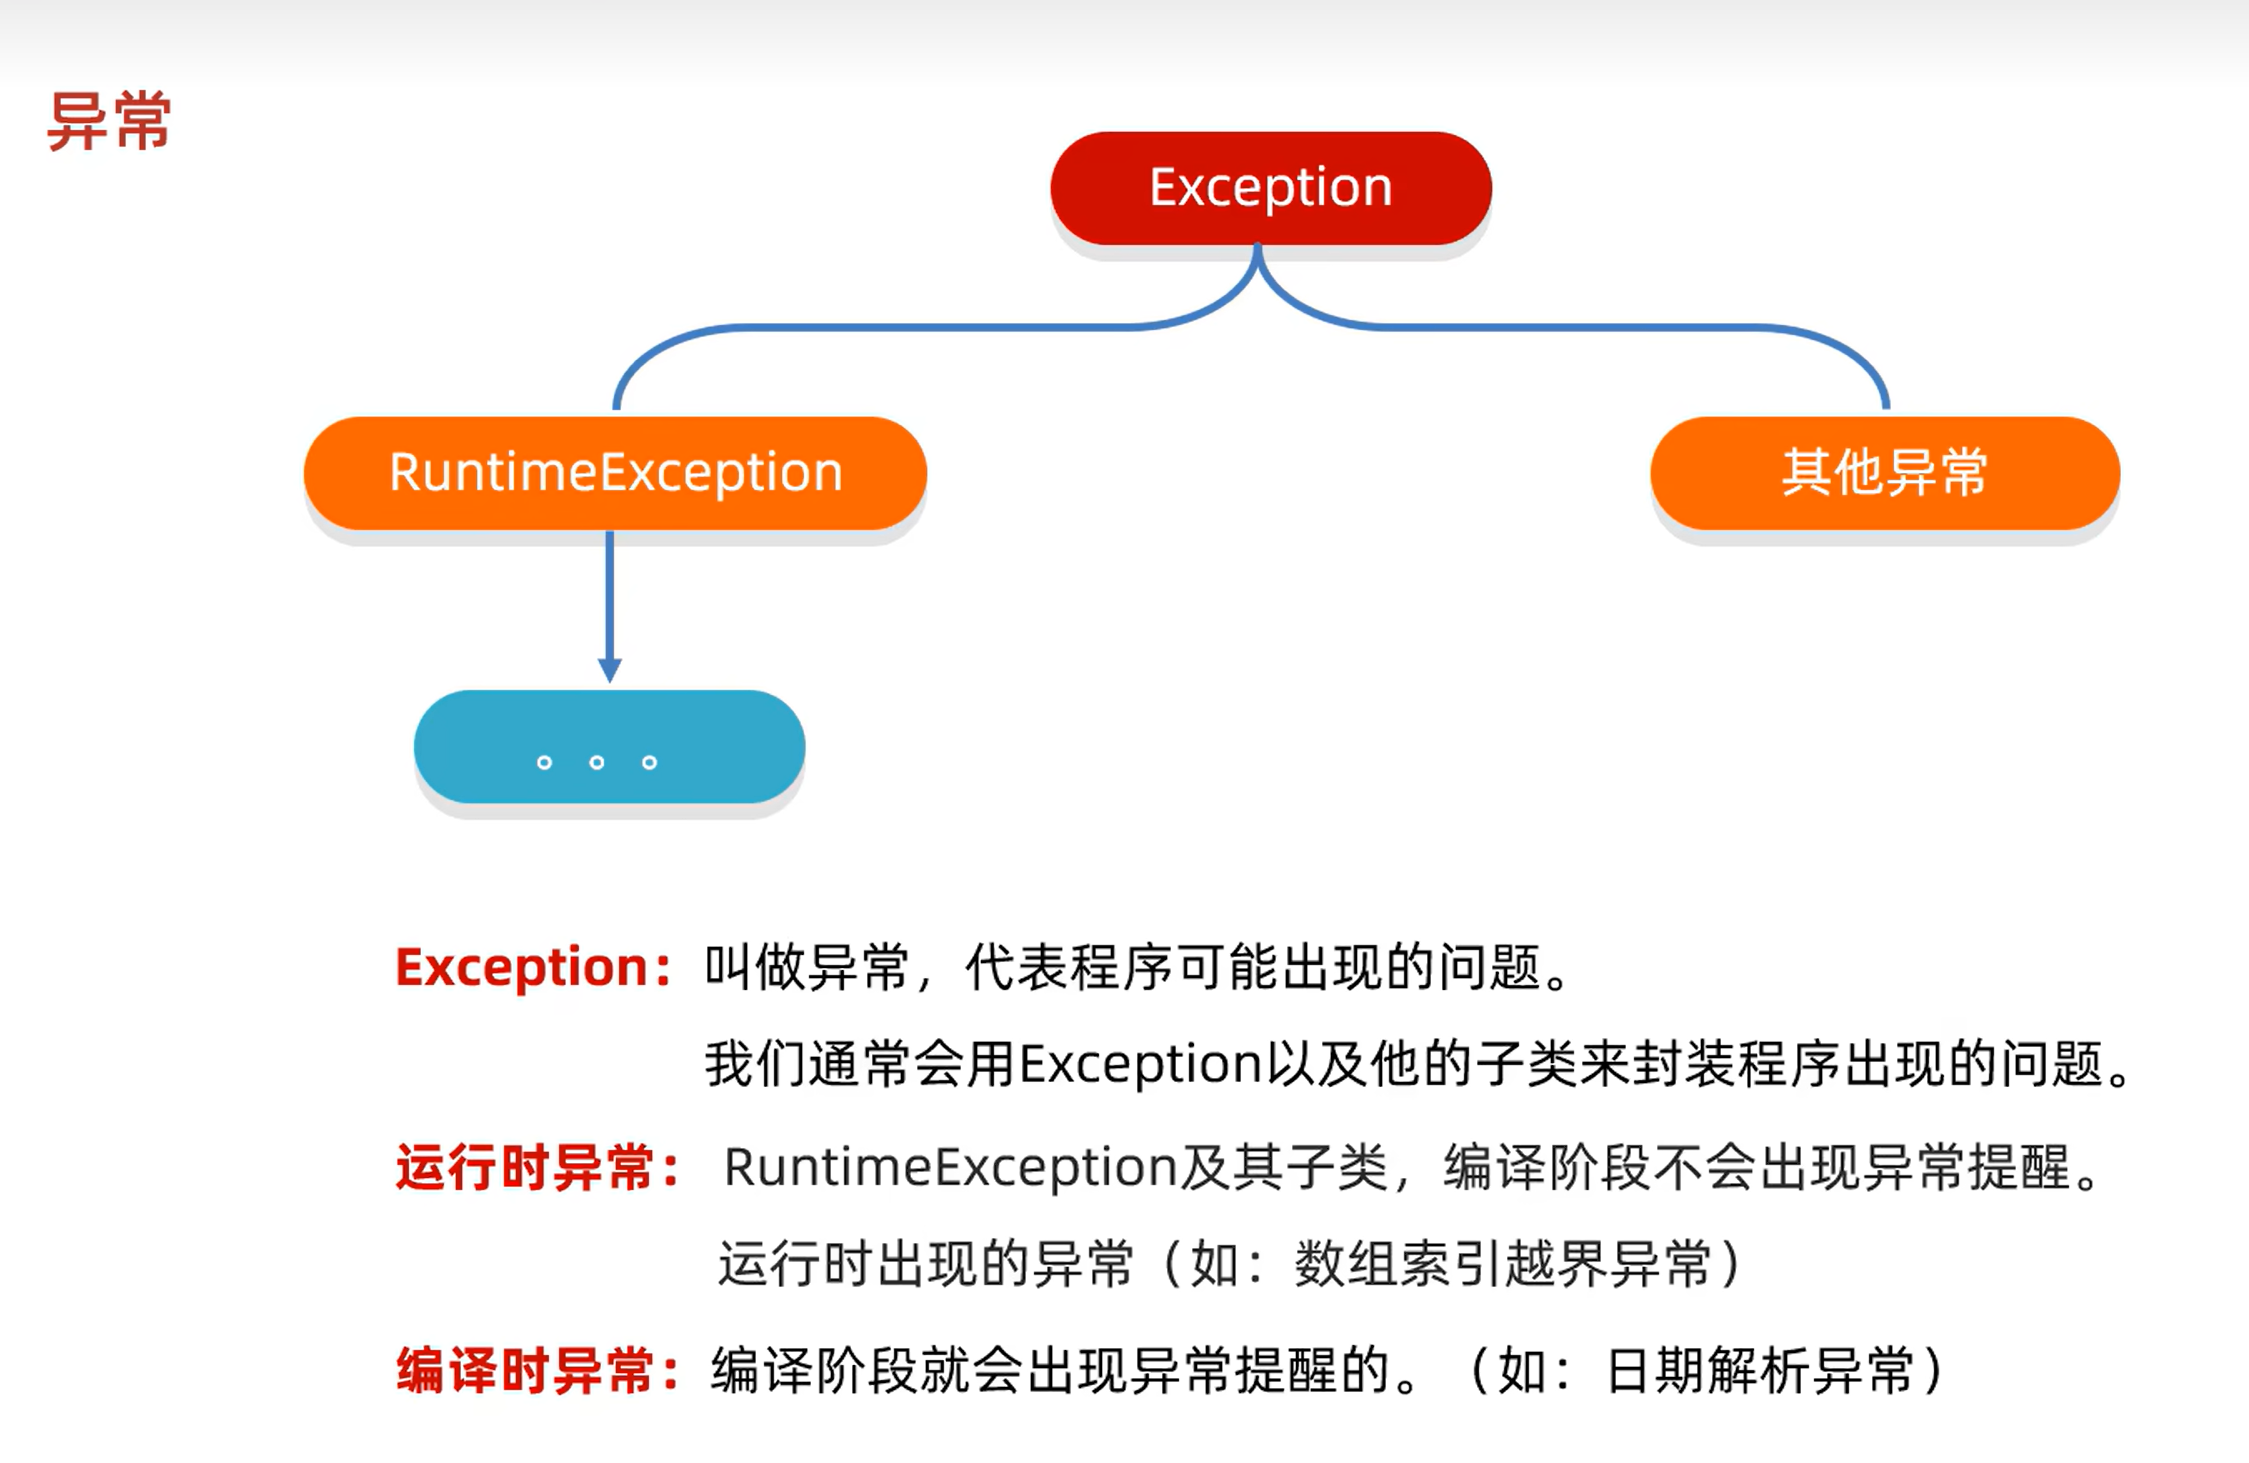 异常
Exception
RuntimeException
其他异常
。。。
Exception：叫做异常，代表程序可能出现的问题。
我们通常会用Exception以及他的子类来封装程序出现的问题。
运行时异常：RuntimeException及其子类，编译阶段不会出现异常提醒。
运行时出现的异常（如：数组索引越界异常）
编译时异常：编译阶段就会出现异常提醒的。（如：日期解析异常）